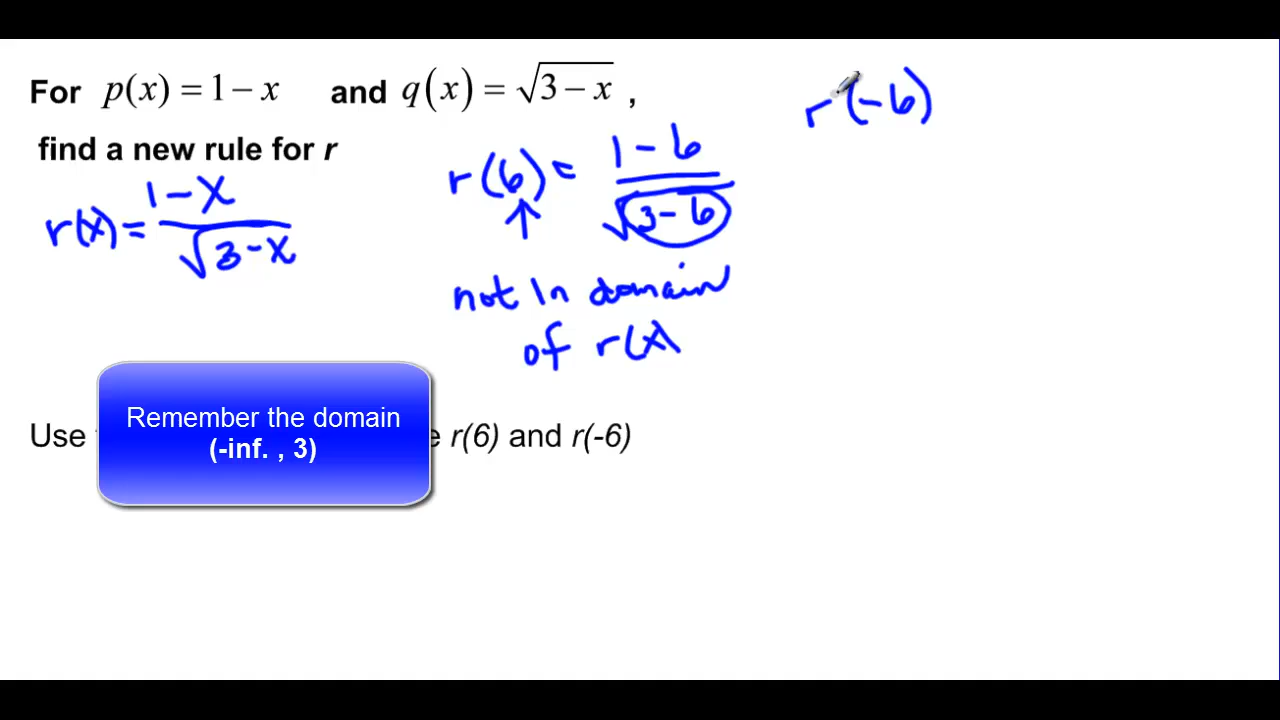 For p(x) = 1 − x and q(x) = √3 − x ,
find a new rule for r
r(x) = 1 − x / √3 − x
r(6) = 1 − 6 / √3 − 6
↑
not in domain
of r(x)
r(-6)
Remember the domain
(-inf. , 3)
Use r(6) and r(-6)